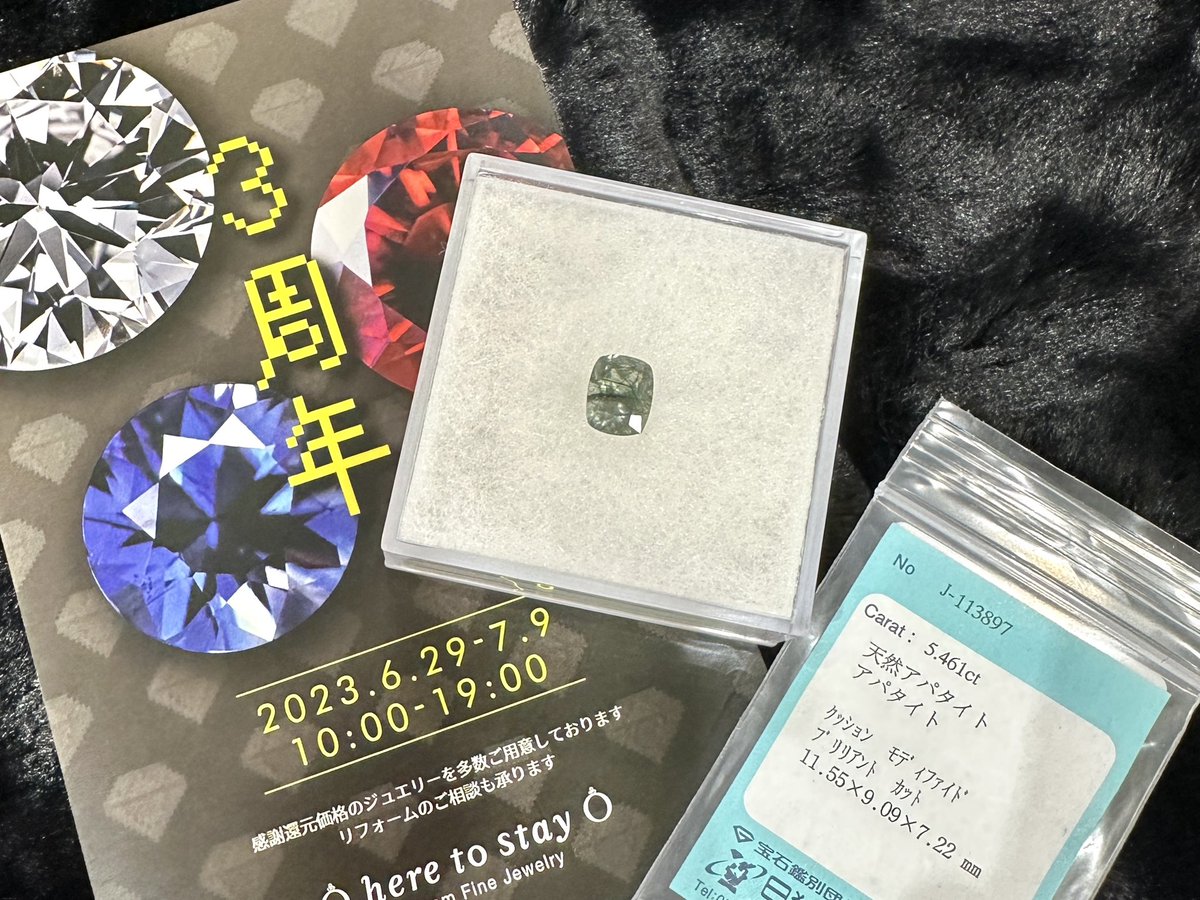 3周年
2023.6.29-7.9
10:00-19:00
感謝還元価格のジュエリーを多数ご用意しております
リフォームのご相談も承ります
here to stay
Fine Jewelry
No J-113897
Carat : 5.461ct
天然アパタイト
アパタイト
クッション モディファイド
ブリリアント カット
11.55×9.09×7.22 mm
宝石鑑別団
Tel:0